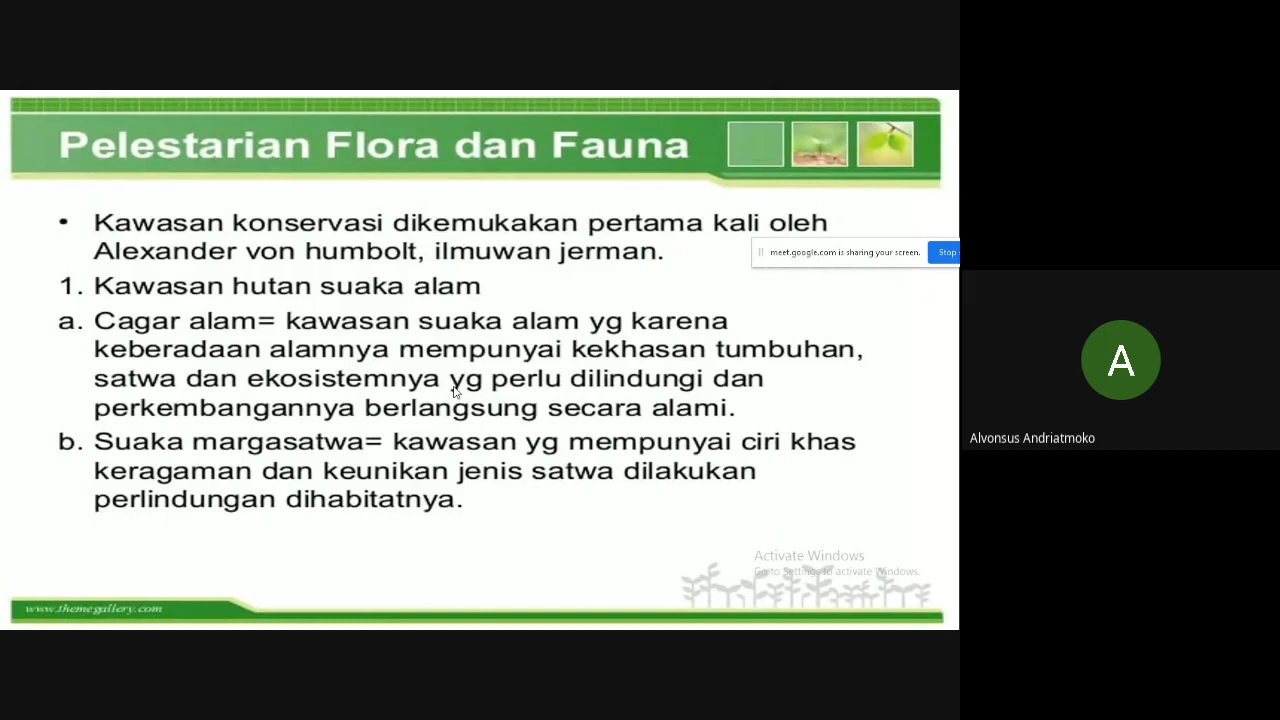 Pelestarian Flora dan Fauna
• Kawasan konservasi dikemukakan pertama kali oleh
Alexander von humbolt, ilmuwan jerman.
meet.google.com is sharing your screen.
Stop
1. Kawasan hutan suaka alam
a. Cagar alam= kawasan suaka alam yg karena
keberadaan alamnya mempunyai kekhasan tumbuhan,
satwa dan ekosistemnya yg perlu dilindungi dan
perkembangannya berlangsung secara alami.
b. Suaka margasatwa= kawasan yg mempunyai ciri khas
keragaman dan keunikan jenis satwa dilakukan
perlindungan dihabitatnya.
Activate Windows
Go to Settings to activate Windows.
www.themegallery.com
A
Alvonsus Andriatmoko